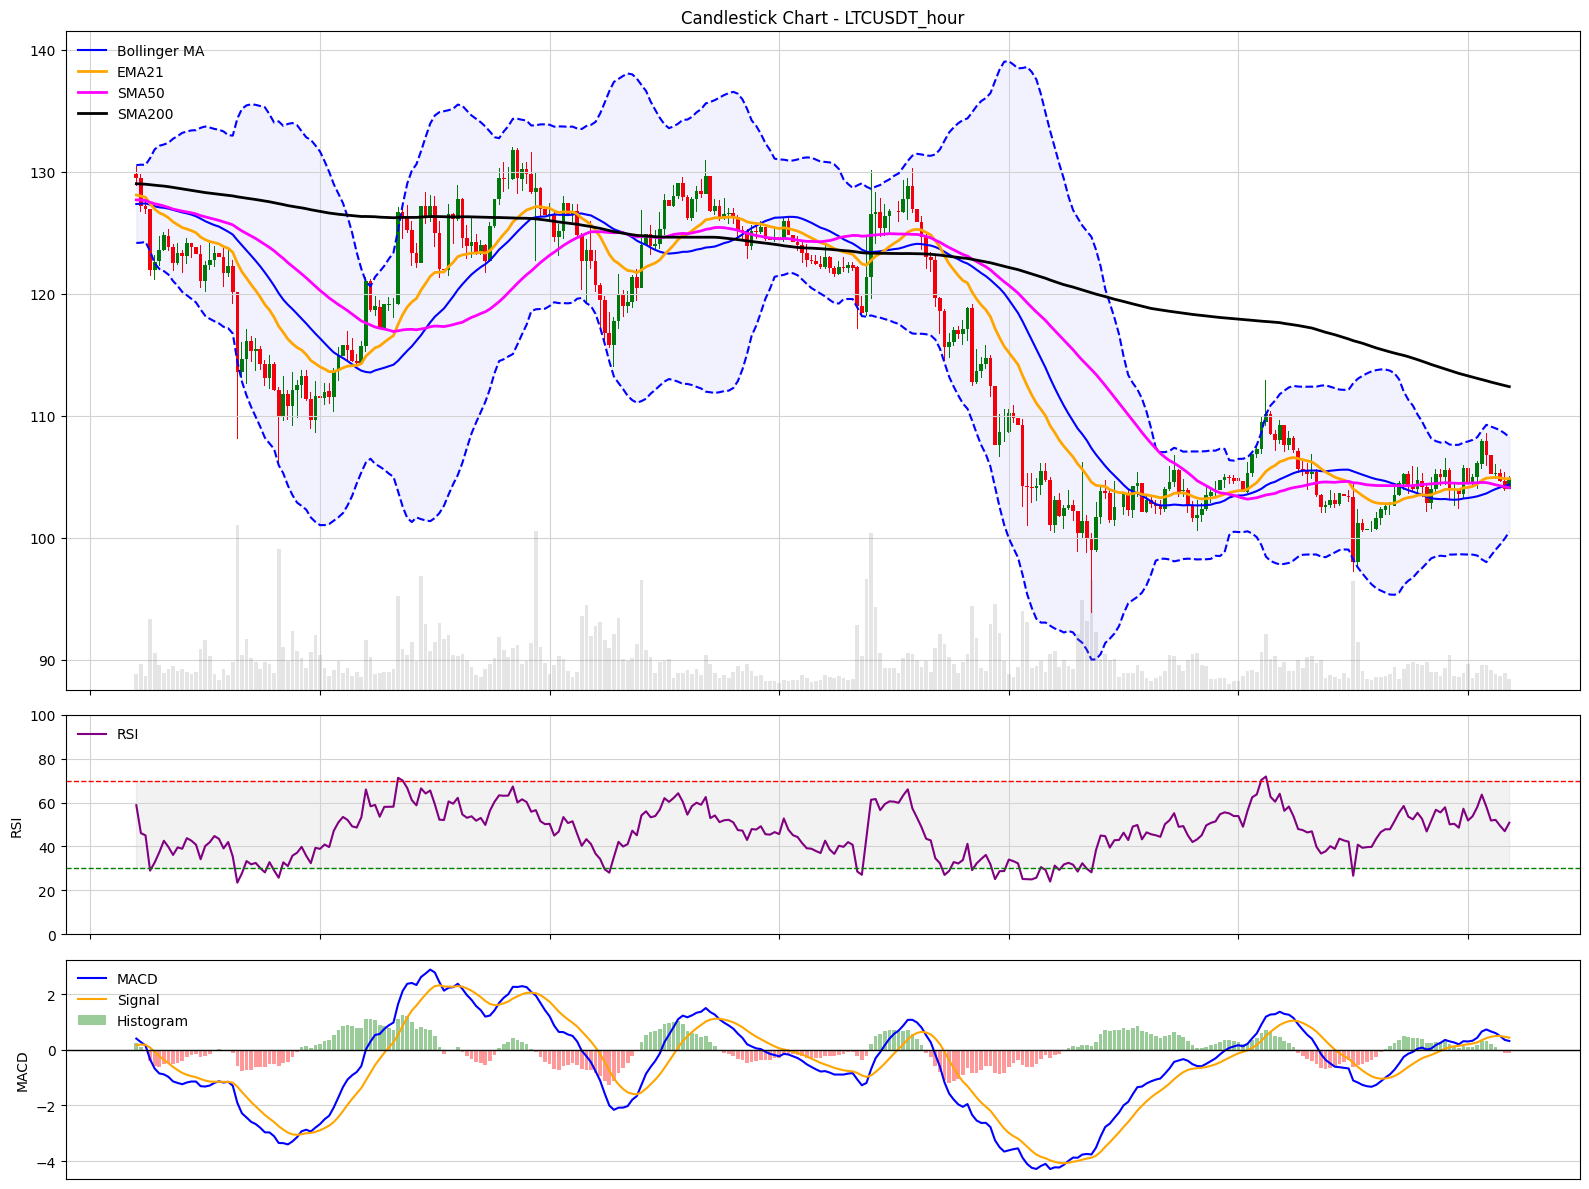 Candlestick Chart - LTCUSDT_hour
Bollinger MA
EMA21
SMA50
SMA200
140
130
120
110
100
90
RSI
100
80
60
40
20
0
RSI
MACD
Signal
Histogram
2
0
−2
−4
MACD